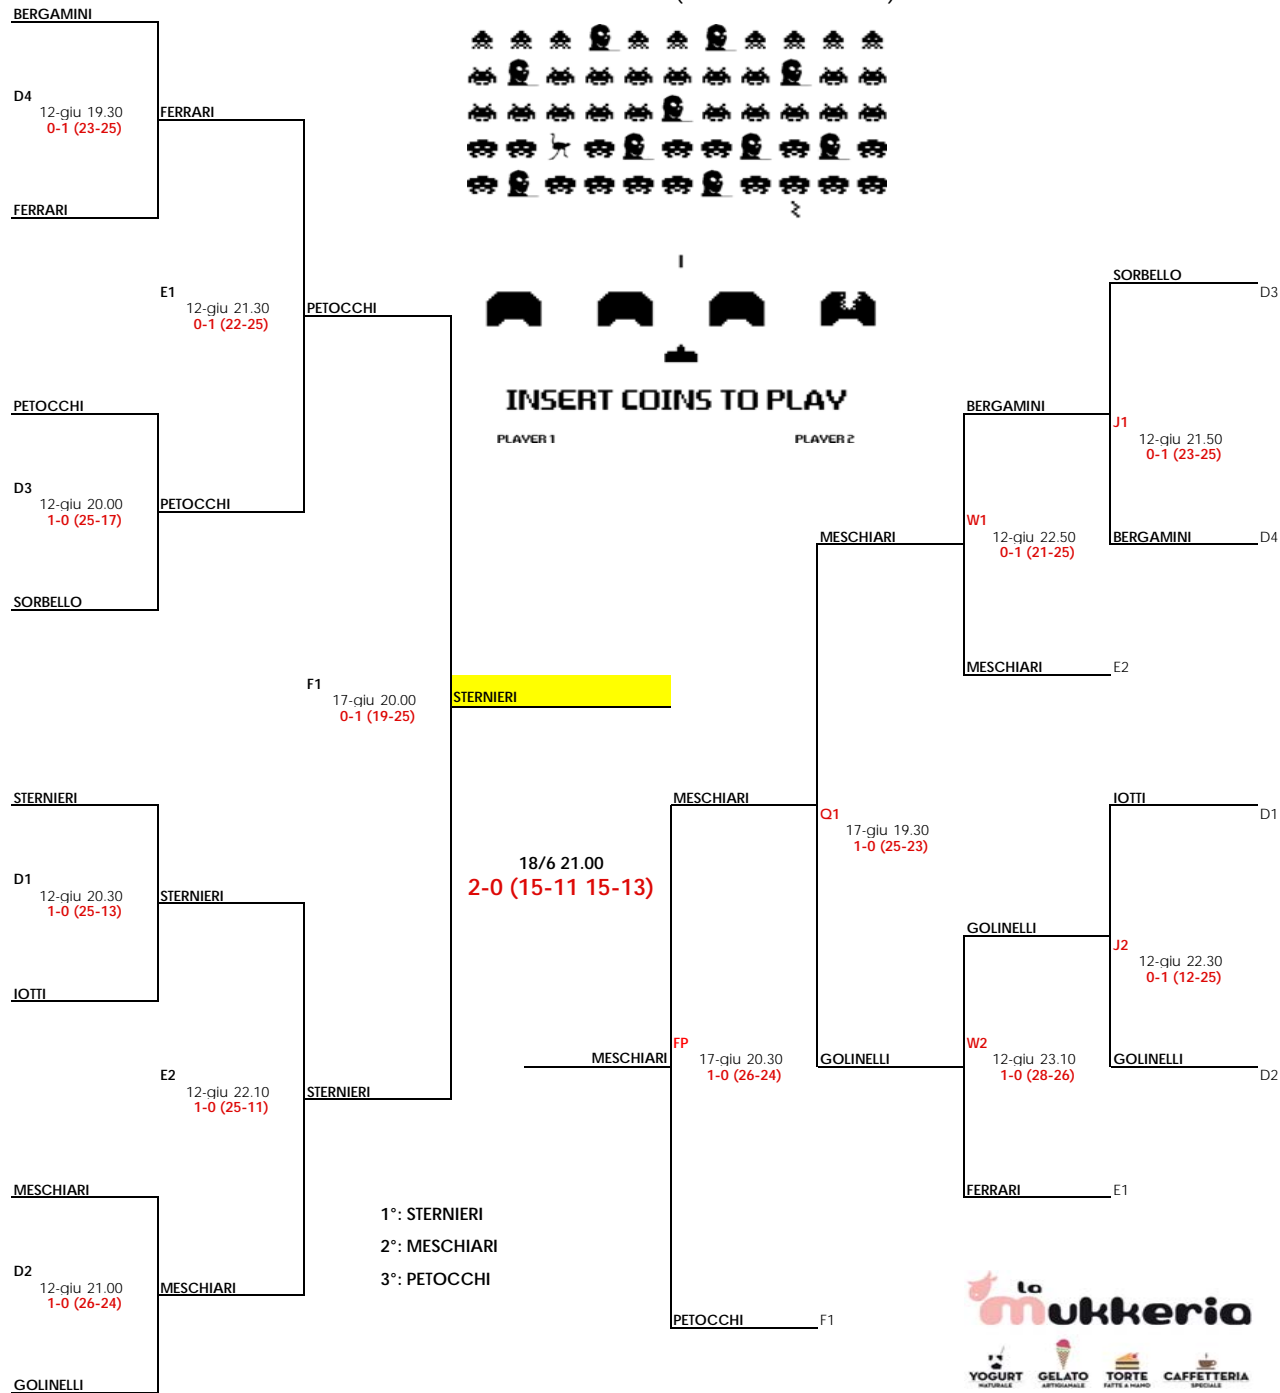 BERGAMINI
D4
12-giu 19.30
0-1 (23-25)
FERRARI
FERRARI
E1
12-giu 21.30
0-1 (22-25)
PETOCCHI
PETOCCHI
D3
12-giu 20.00
1-0 (25-17)
PETOCCHI
SORBELLO
F1
17-giu 20.00
0-1 (19-25)
STERNIERI
STERNIERI
D1
12-giu 20.30
1-0 (25-13)
STERNIERI
IOTTI
E2
12-giu 22.10
1-0 (25-11)
STERNIERI
MESCHIARI
D2
12-giu 21.00
1-0 (26-24)
MESCHIARI
GOLINELLI
INSERT COINS TO PLAY
PLAYER 1
PLAYER 2
18/6 21.00
2-0 (15-11 15-13)
MESCHIARI
1°: STERNIERI
2°: MESCHIARI
3°: PETOCCHI
SORBELLO
D3
BERGAMINI
J1
12-giu 21.50
0-1 (23-25)
BERGAMINI
D4
MESCHIARI
W1
12-giu 22.50
0-1 (21-25)
MESCHIARI
E2
MESCHIARI
Q1
17-giu 19.30
1-0 (25-23)
IOTTI
D1
GOLINELLI
J2
12-giu 22.30
0-1 (12-25)
GOLINELLI
D2
GOLINELLI
W2
12-giu 23.10
1-0 (28-26)
FERRARI
E1
FP
17-giu 20.30
1-0 (26-24)
PETOCCHI
F1
la mukkeria
YOGURT GELATO TORTE CAFFETTERIA
NATURALE ARTIGIANALE FATTE A MANO SPECIALE